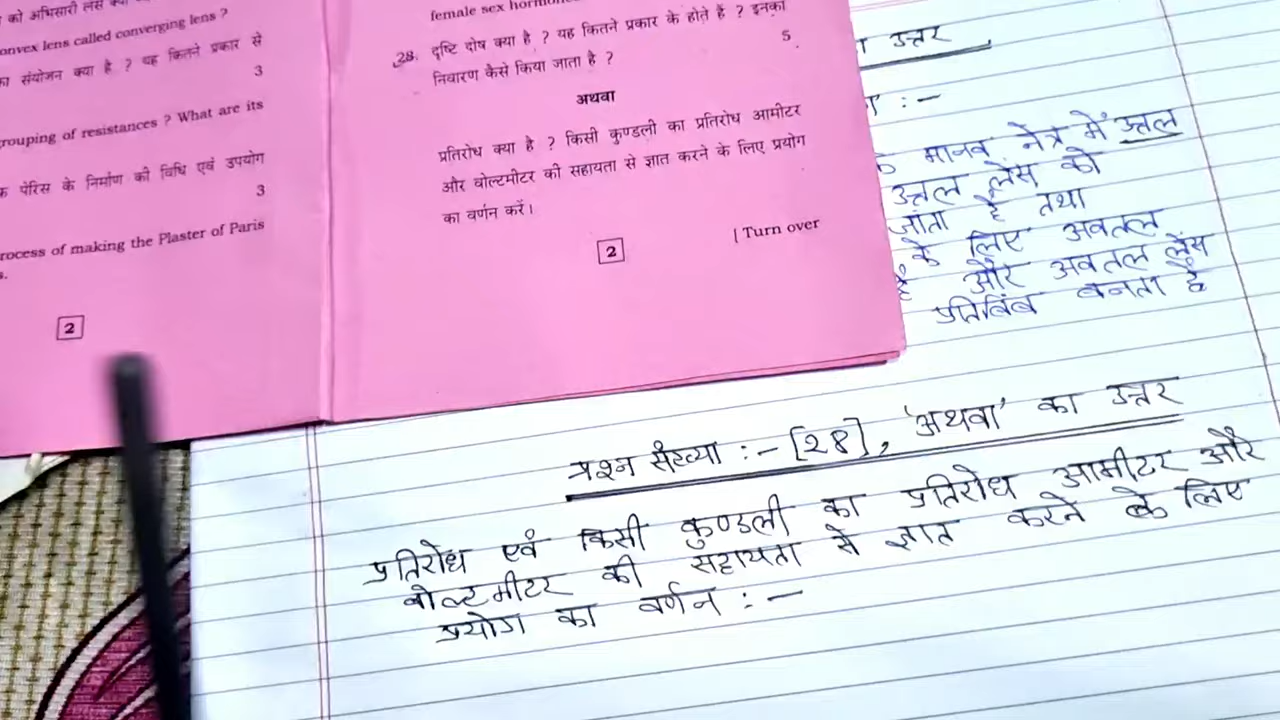 को अभिसारी लेंस क्यों
onvex lens called converging lens ?
का संयोजन क्या है ? यह कितने प्रकार से
3
rouping of resistances ? What are its
पेरिस के निर्माण की विधि एवं उपयोग
3
rocess of making the Plaster of Paris
s.
2
female sex hormone
28. दृष्टि दोष क्या है ? यह कितने प्रकार के होते हैं ? इनका
निवारण कैसे किया जाता है ?
5
अथवा
प्रतिरोध क्या है ? किसी कुण्डली का प्रतिरोध आमीटर
और वोल्टमीटर की सहायता से ज्ञात करने के लिए प्रयोग
का वर्णन करें।
2
[ Turn over
उत्तर
:-
मानव नेत्र में उत्तल
उत्तल लेंस को
जाता है तथा
के लिए अवतल
है और अवतल लेंस
प्रतिबिंब बनता है
प्रश्न संख्या :- [28], 'अथवा' का उत्तर
प्रतिरोध एवं किसी कुण्डली का प्रतिरोध आमीटर और
वोल्टमीटर की सहायता से ज्ञात करने के लिए
प्रयोग का वर्णन :-